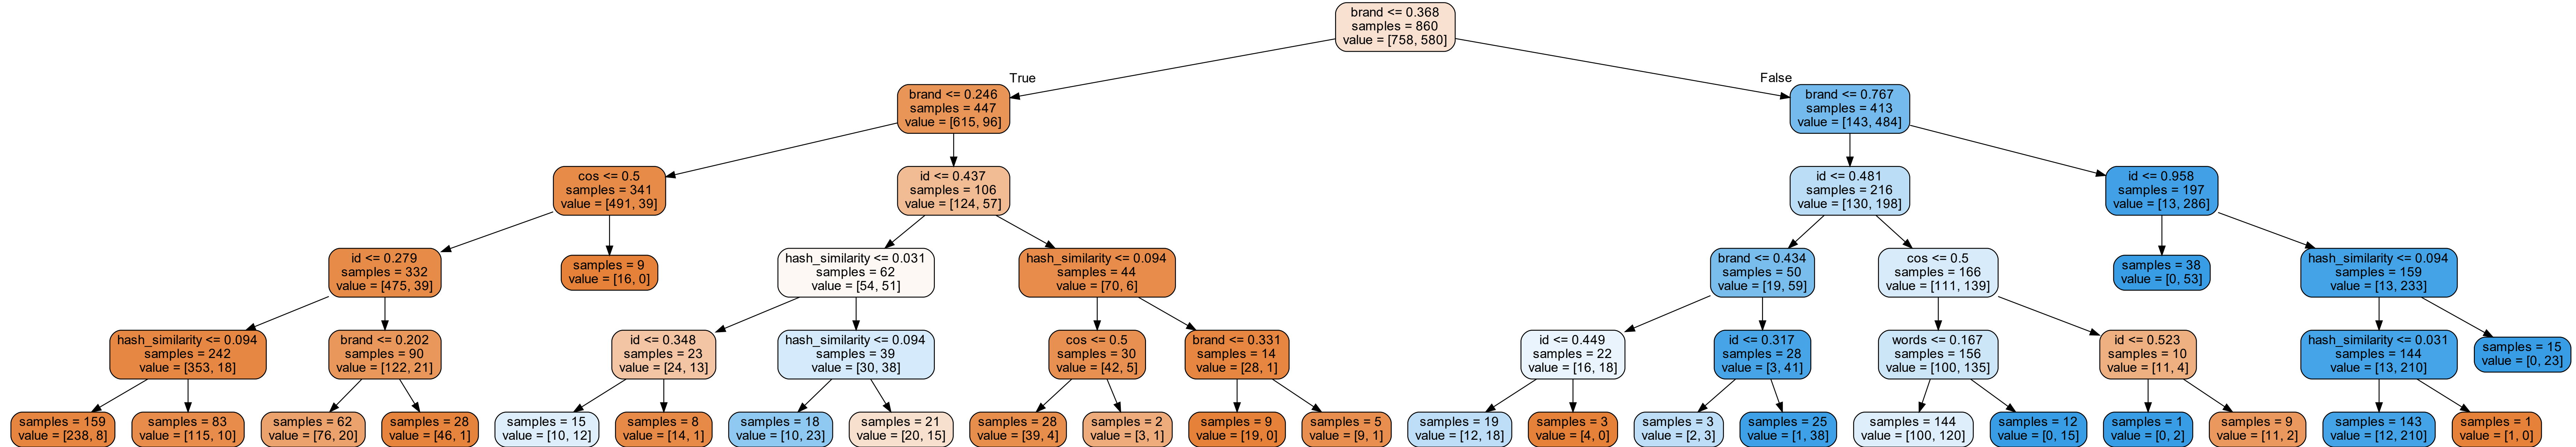 brand <= 0.368
samples = 860
value = [758, 580]
True
False
brand <= 0.246
samples = 447
value = [615, 96]
brand <= 0.767
samples = 413
value = [143, 484]
cos <= 0.5
samples = 341
value = [491, 39]
id <= 0.437
samples = 106
value = [124, 57]
id <= 0.481
samples = 216
value = [130, 198]
id <= 0.958
samples = 197
value = [13, 286]
id <= 0.279
samples = 332
value = [475, 39]
samples = 9
value = [16, 0]
hash_similarity <= 0.031
samples = 62
value = [54, 51]
hash_similarity <= 0.094
samples = 44
value = [70, 6]
brand <= 0.434
samples = 50
value = [19, 59]
cos <= 0.5
samples = 166
value = [111, 139]
samples = 38
value = [0, 53]
hash_similarity <= 0.094
samples = 159
value = [13, 233]
hash_similarity <= 0.094
samples = 242
value = [353, 18]
brand <= 0.202
samples = 90
value = [122, 21]
id <= 0.348
samples = 23
value = [24, 13]
hash_similarity <= 0.094
samples = 39
value = [30, 38]
cos <= 0.5
samples = 30
value = [42, 5]
brand <= 0.331
samples = 14
value = [28, 1]
id <= 0.449
samples = 22
value = [16, 18]
id <= 0.317
samples = 28
value = [3, 41]
words <= 0.167
samples = 156
value = [100, 135]
id <= 0.523
samples = 10
value = [11, 4]
hash_similarity <= 0.031
samples = 144
value = [13, 210]
samples = 15
value = [0, 23]
samples = 159
value = [238, 8]
samples = 83
value = [115, 10]
samples = 62
value = [76, 20]
samples = 28
value = [46, 1]
samples = 15
value = [10, 12]
samples = 8
value = [14, 1]
samples = 18
value = [10, 23]
samples = 21
value = [20, 15]
samples = 28
value = [39, 4]
samples = 2
value = [3, 1]
samples = 9
value = [19, 0]
samples = 5
value = [9, 1]
samples = 19
value = [12, 18]
samples = 3
value = [4, 0]
samples = 3
value = [2, 3]
samples = 25
value = [1, 38]
samples = 144
value = [100, 120]
samples = 12
value = [0, 15]
samples = 1
value = [0, 2]
samples = 9
value = [11, 2]
samples = 143
value = [12, 210]
samples = 1
value = [1, 0]